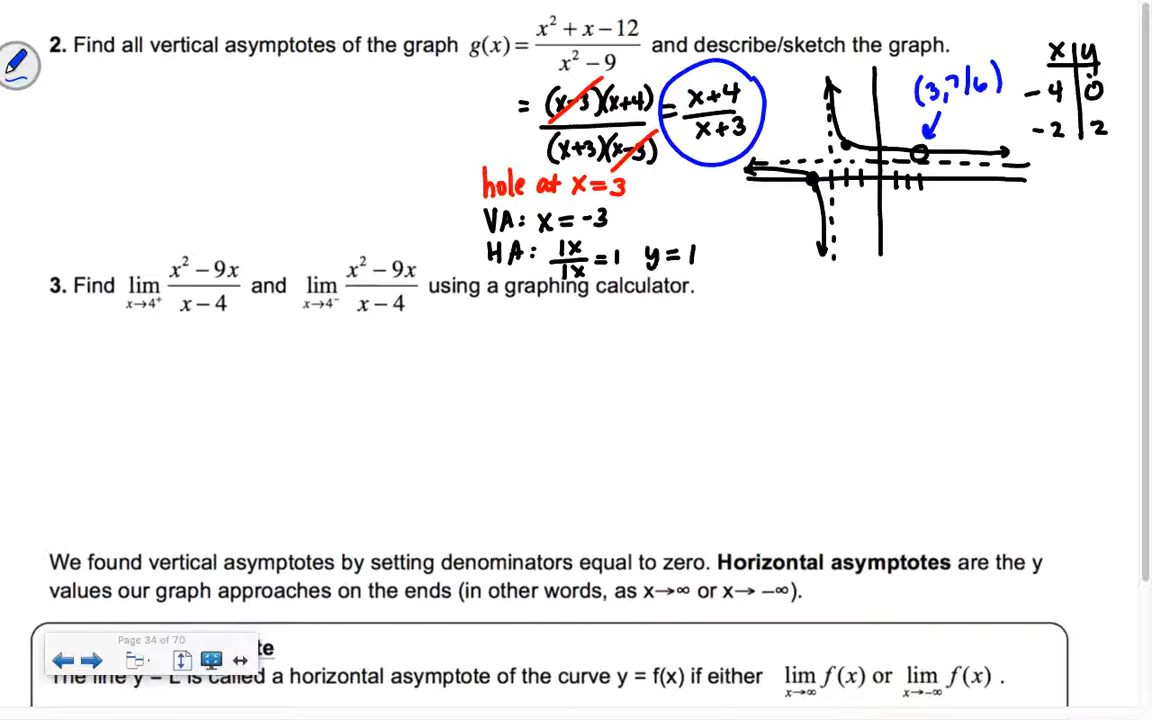 2. Find all vertical asymptotes of the graph g(x) = (x² + x − 12)/(x² − 9) and describe/sketch the graph.
= (x-3)(x+4)/(x+3)(x-3) = x+4/x+3
hole at x=3
VA: x=-3
HA: 1x/1x=1 y=1
(3,7/6)
x | y
-4 | 0
-2 | 2
3. Find lim x→4⁺ (x² − 9x)/(x − 4) and lim x→4⁻ (x² − 9x)/(x − 4) using a graphing calculator.
We found vertical asymptotes by setting denominators equal to zero. Horizontal asymptotes are the y
values our graph approaches on the ends (in other words, as x→∞ or x→ −∞).
Page 34 of 70
te
The line y = L is called a horizontal asymptote of the curve y = f(x) if either lim x→∞ f(x) or lim x→−∞ f(x) .